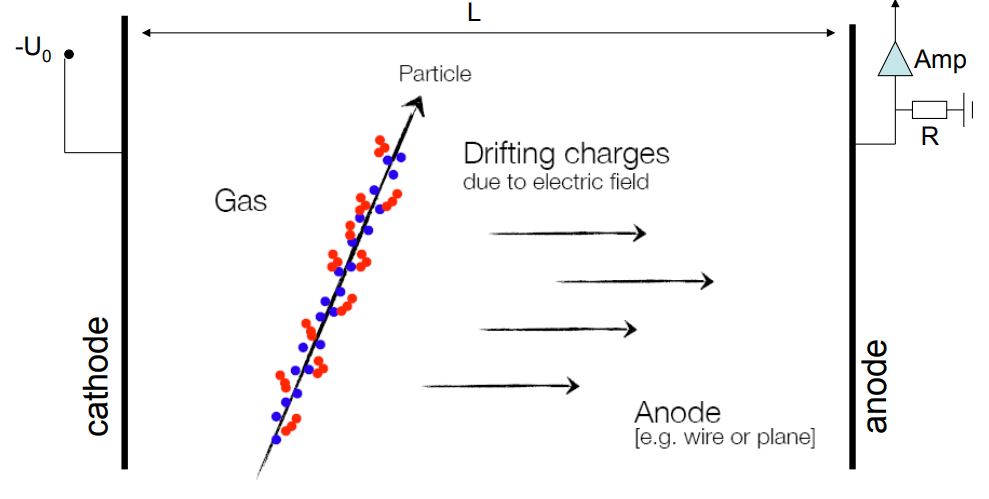 L
-U0
Amp
R
Particle
Drifting charges
due to electric field
Gas
cathode
anode
Anode
[e.g. wire or plane]